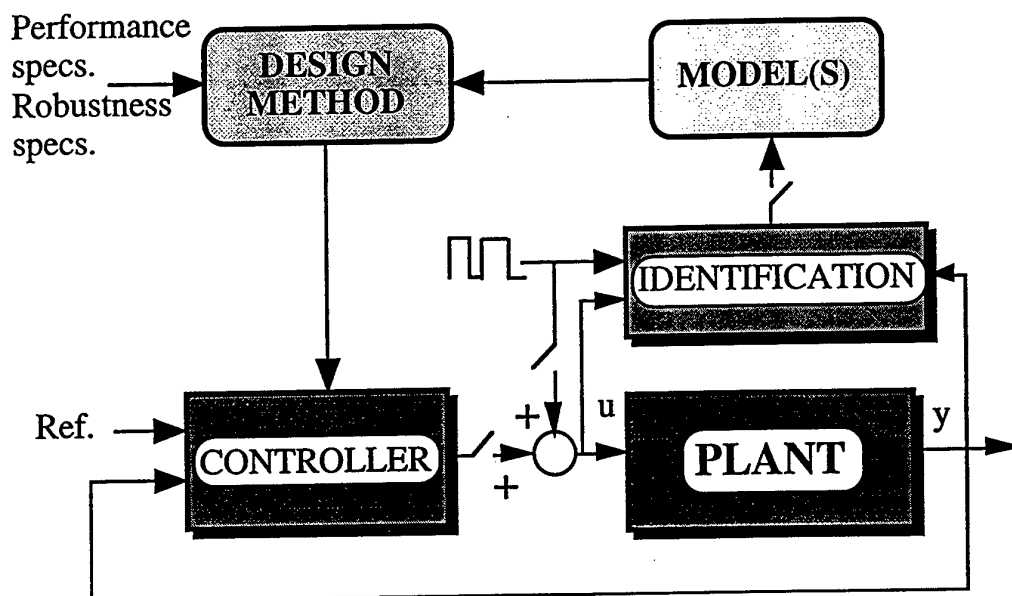 Performance
specs.
Robustness
specs.
DESIGN
METHOD
MODEL(S)
IDENTIFICATION
Ref.
CONTROLLER
+
+
u
PLANT
y